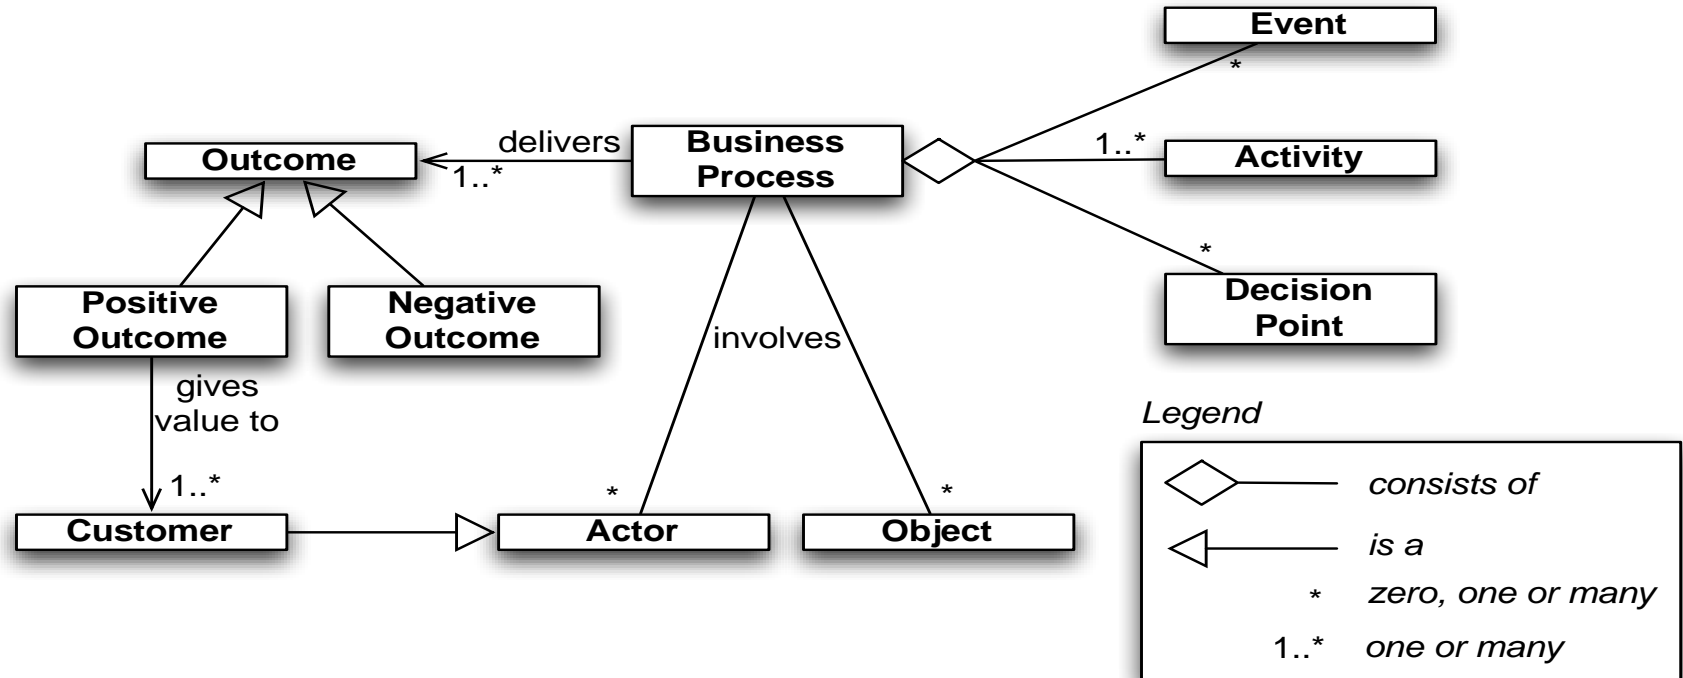 Event
*
delivers
Business
Process
1..*
Activity
Outcome
1..*
*
Positive
Outcome
Negative
Outcome
Decision
Point
involves
gives
value to
1..*
*
*
Customer
Actor
Object
Legend
consists of
is a
* zero, one or many
1..* one or many